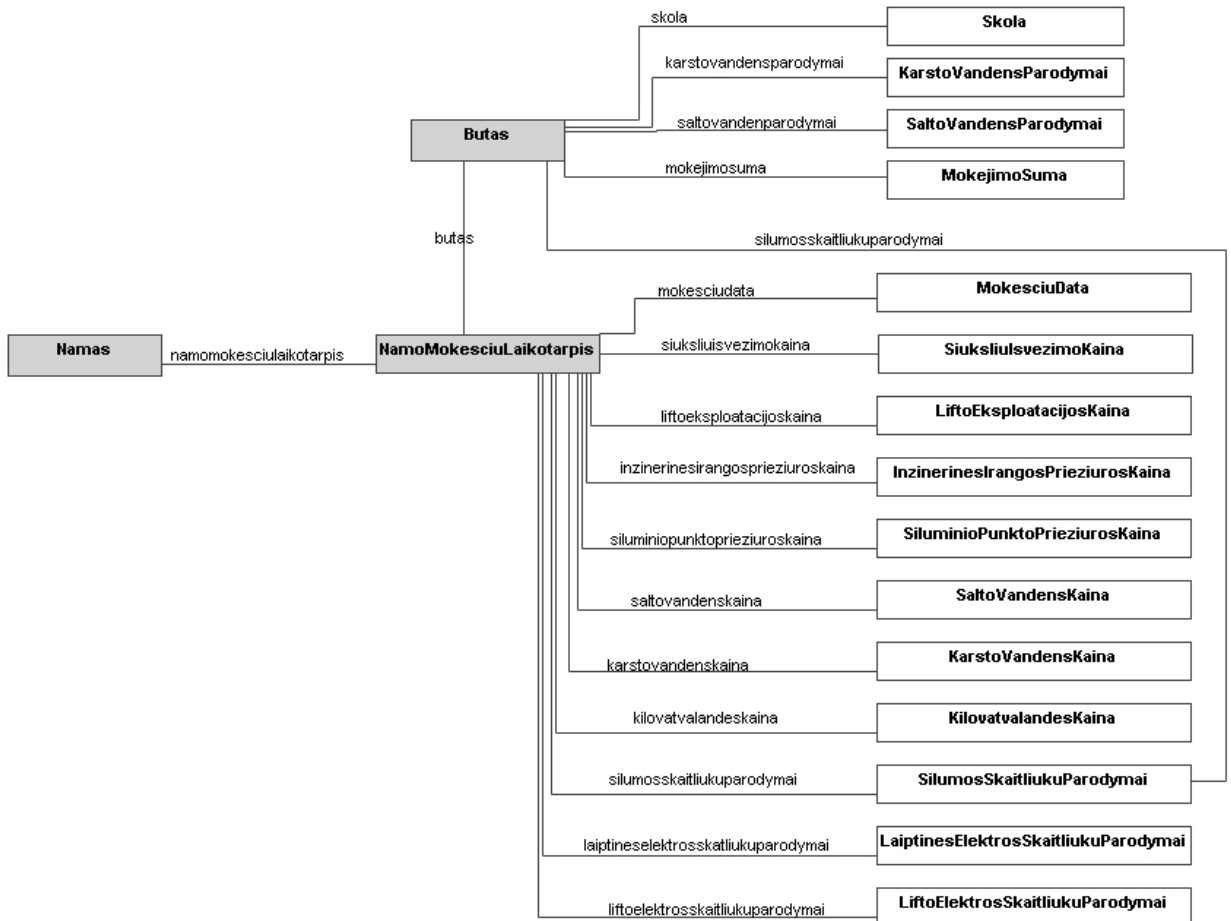 skola
Skola
karstovandensparodymai
KarstoVandensParodymai
saltovandenparodymai
SaltoVandensParodymai
Butas
mokejimosuma
MokejimoSuma
butas
silumosskaitliukuparodymai
mokesciudata
MokesciuData
Namas
namomokesciulaikotarpis
NamoMokesciuLaikotarpis
siuksliuisvezimokaina
SiuksliuIsvezimoKaina
liftoeksploatacijoskaina
LiftoEksploatacijosKaina
inzinerinesirangosprieziuroskaina
InzinerinesIrangosPrieziurosKaina
siluminiopunktoprieziuroskaina
SiluminioPunktoPrieziurosKaina
saltovandenskaina
SaltoVandensKaina
karstovandenskaina
KarstoVandensKaina
kilovatvalandeskaina
KilovatvalandesKaina
silumosskaitliukuparodymai
SilumosSkaitliukuParodymai
laiptineselektrosskatliukuparodymai
LaiptinesElektrosSkaitliukuParodymai
liftoelektrosskaitliukuparodymai
LiftoElektrosSkaitliukuParodymai